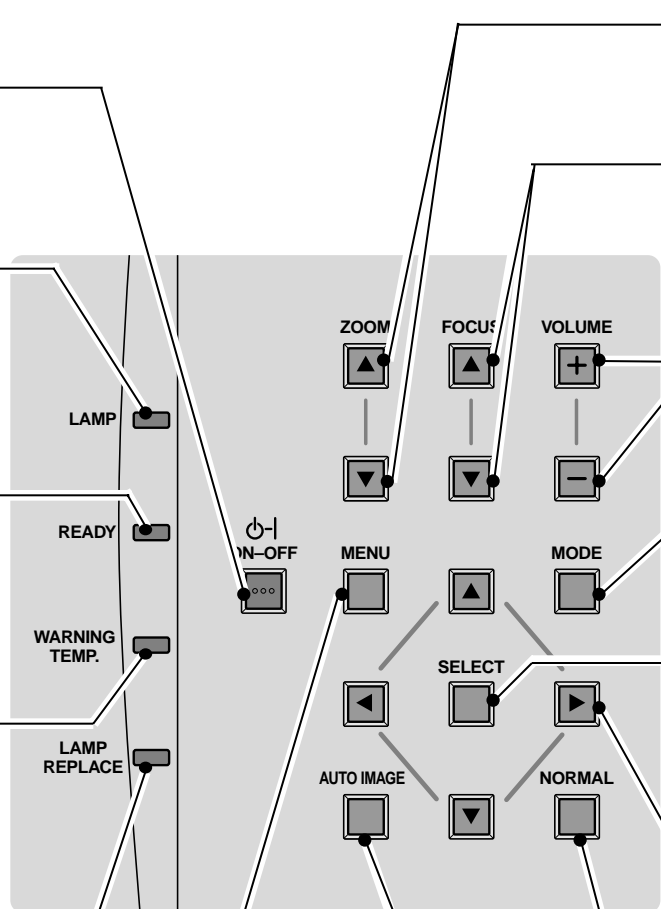 ZOOM FOCUS VOLUME
LAMP
READY
ON–OFF MENU MODE
WARNING
TEMP.
SELECT
LAMP
REPLACE
AUTO IMAGE NORMAL